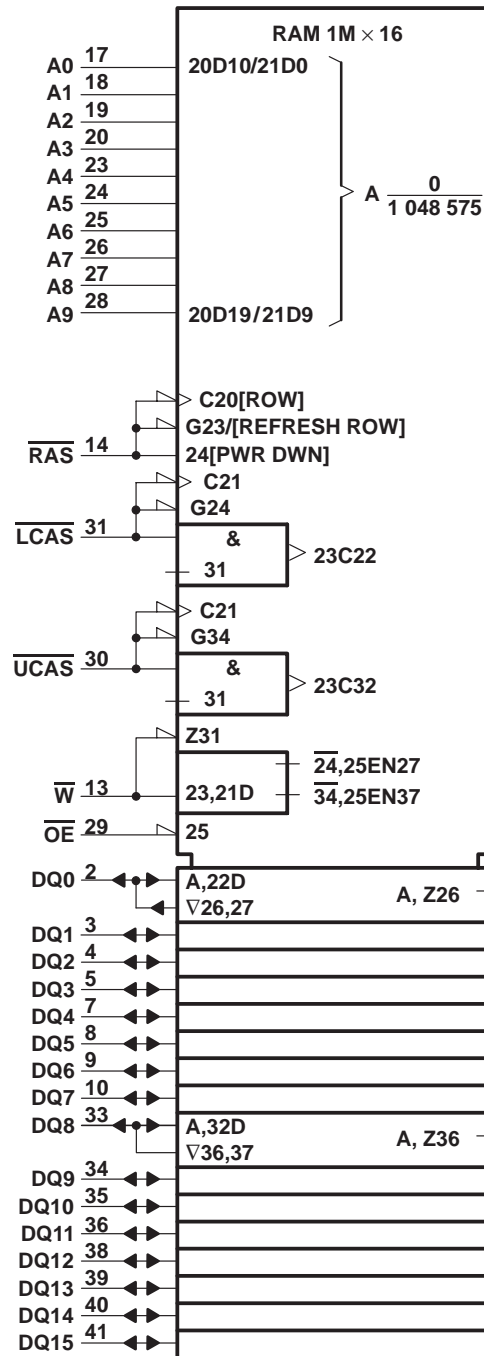 RAM 1M × 16
A0 17 20D10/21D0
A1 18
A2 19
A3 20
A4 23
A5 24
A6 25
A7 26
A8 27
A9 28 20D19/21D9
A 0
1 048 575
C20[ROW]
G23/[REFRESH ROW]
RAS 14 24[PWR DWN]
C21
G24
LCAS 31 &
31 23C22
C21
G34
UCAS 30 &
31 23C32
Z31
24,25EN27
W 13 23,21D 34,25EN37
OE 29 25
DQ0 2 A,22D A, Z26
∇26,27
DQ1 3
DQ2 4
DQ3 5
DQ4 7
DQ5 8
DQ6 9
DQ7 10
DQ8 33 A,32D A, Z36
∇36,37
DQ9 34
DQ10 35
DQ11 36
DQ12 38
DQ13 39
DQ14 40
DQ15 41